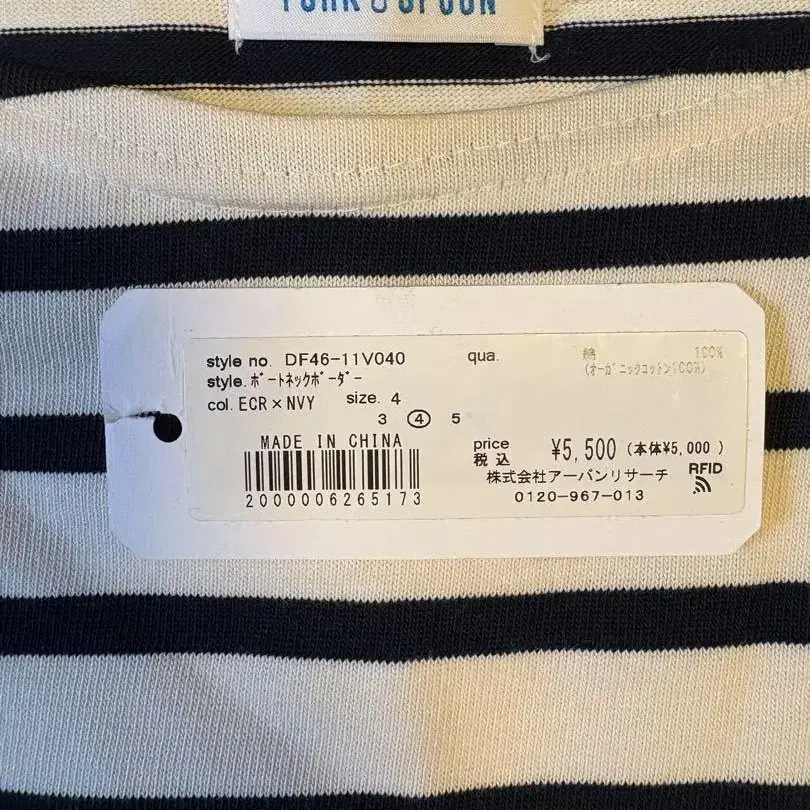 FORK & SPOON
style no. DF46-11V040
style.ボートネックボーダー
col.ECR×NVY size. 4
3 ④ 5
MADE IN CHINA
2000006265173
qua. 綿 100%
(オーガニックコットン100%)
price
税込 ¥5,500 (本体¥5,000 )
株式会社アーバンリサーチ
0120-967-013
RFID